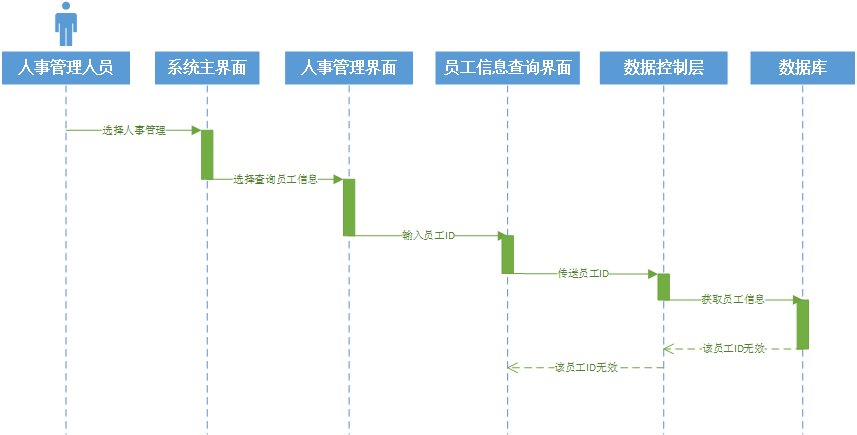 人事管理人员
系统主界面
人事管理界面
员工信息查询界面
数据控制层
数据库
选择人事管理
选择查询员工信息
输入员工ID
传送员工ID
获取员工信息
该员工ID无效
该员工ID无效